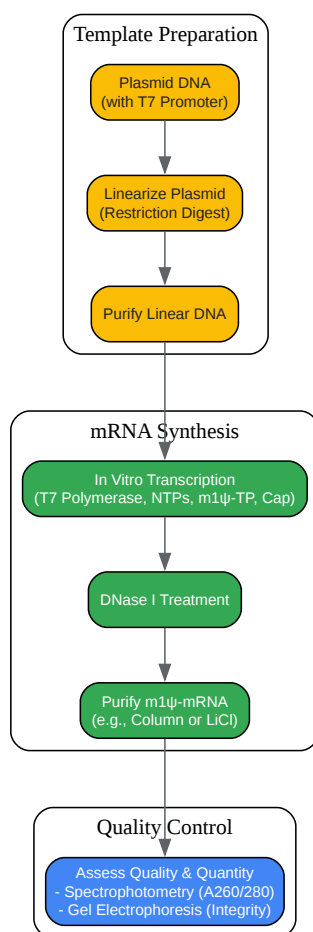 Template Preparation
Plasmid DNA
(with T7 Promoter)
Linearize Plasmid
(Restriction Digest)
Purify Linear DNA
mRNA Synthesis
In Vitro Transcription
(T7 Polymerase, NTPs, m1ψ-TP, Cap)
DNase I Treatment
Purify m1ψ-mRNA
(e.g., Column or LiCl)
Quality Control
Assess Quality & Quantity
- Spectrophotometry (A260/280)
- Gel Electrophoresis (Integrity)